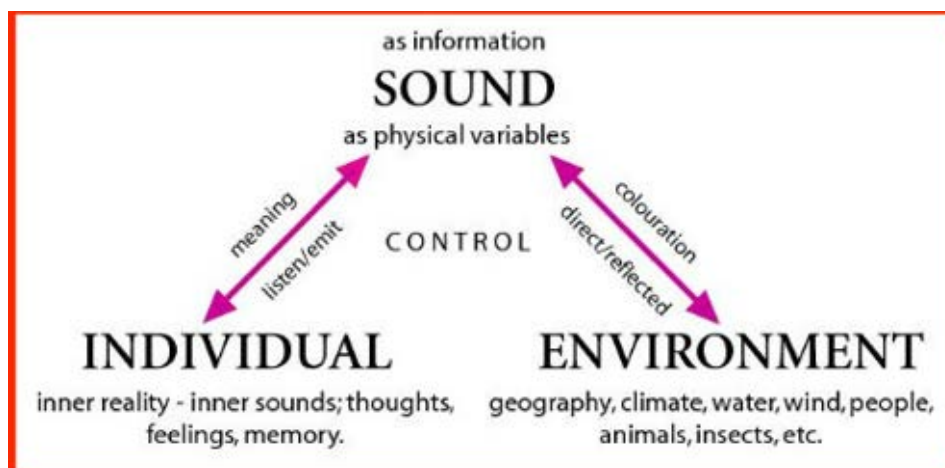 as information
SOUND
as physical variables
meaning
listen/emit
CONTROL
direct/reflected
colouration
INDIVIDUAL
inner reality - inner sounds; thoughts,
feelings, memory.
ENVIRONMENT
geography, climate, water, wind, people,
animals, insects, etc.